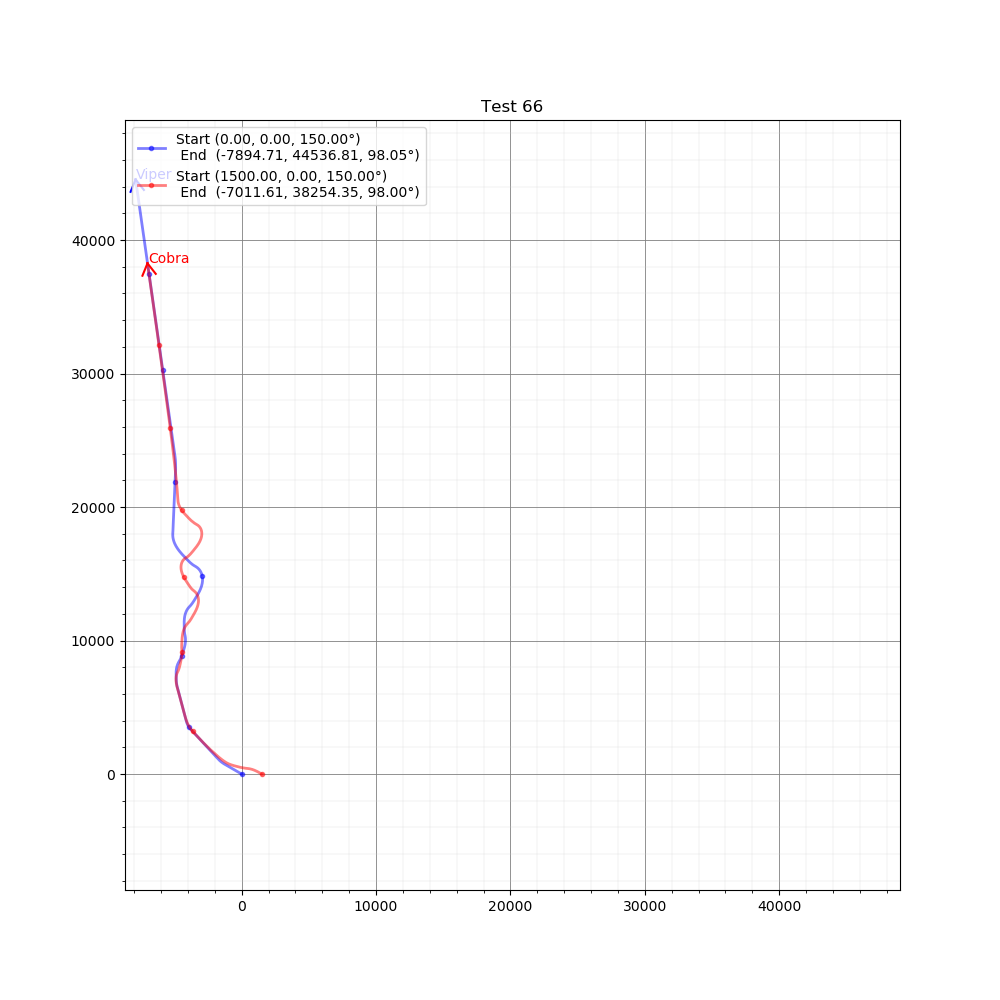 Test 66
Start (0.00, 0.00, 150.00°)
End (-7894.71, 44536.81, 98.05°)
Viper
Start (1500.00, 0.00, 150.00°)
End (-7011.61, 38254.35, 98.00°)
40000
Cobra
30000
20000
10000
0
0 10000 20000 30000 40000